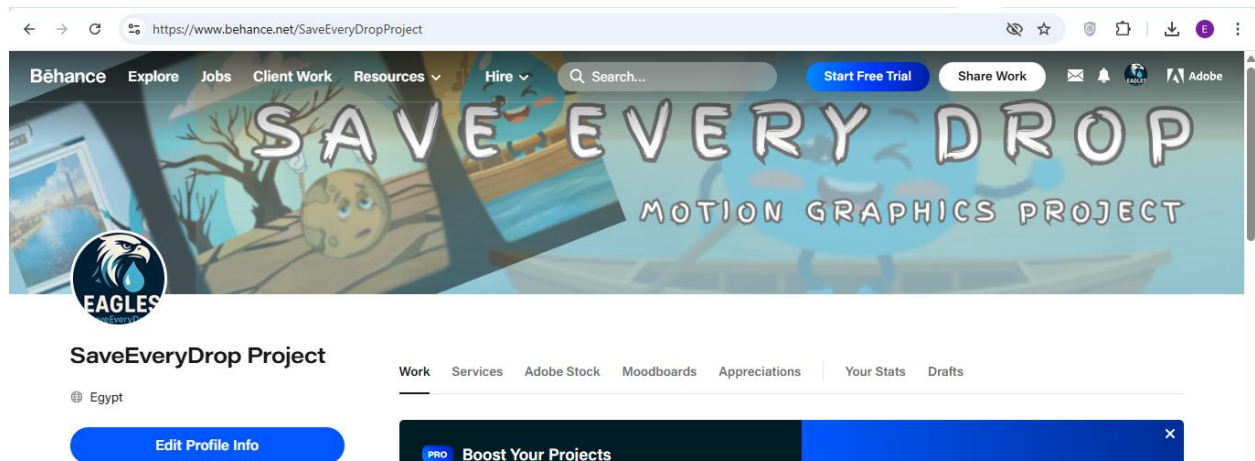 https://www.behance.net/SaveEveryDropProject
E
Bēhance Explore Jobs Client Work Resources Hire Search... Start Free Trial Share Work EAGLES Adobe
SAVE EVERY DROP
MOTION GRAPHICS PROJECT
EAGLES
SaveEveryDrop Project
Work Services Adobe Stock Moodboards Appreciations Your Stats Drafts
Egypt
Edit Profile Info
PRO Boost Your Projects